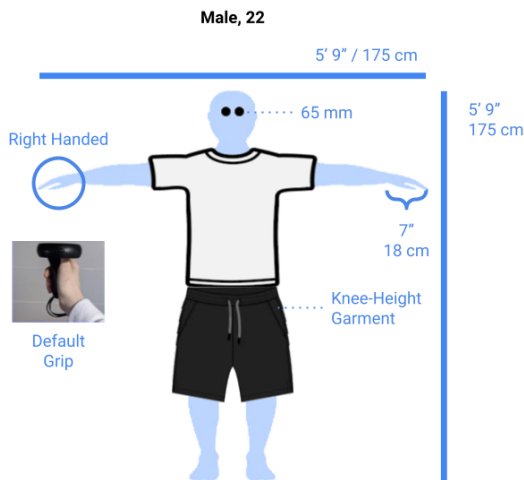 Male, 22
5’ 9” / 175 cm
65 mm
5’ 9”
175 cm
Right Handed
7”
18 cm
Knee-Height
Garment
Default
Grip